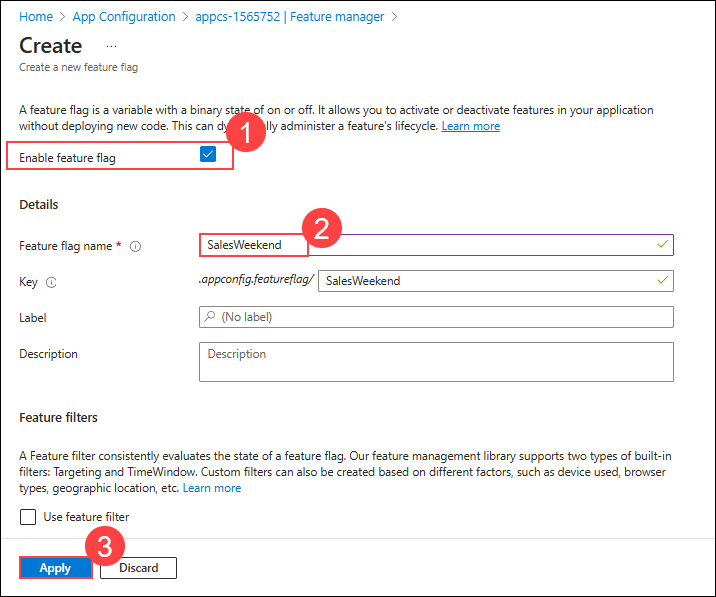 Home > App Configuration > appcs-1565752 | Feature manager >
Create ...
Create a new feature flag
A feature flag is a variable with a binary state of on or off. It allows you to activate or deactivate features in your application
without deploying new code. This can dy lly administer a feature's lifecycle. Learn more
1
Enable feature flag
Details
2
Feature flag name * SalesWeekend
Key .appconfig.featureflag/ SalesWeekend
Label (No label)
Description Description
Feature filters
A Feature filter consistently evaluates the state of a feature flag. Our feature management library supports two types of built-in
filters: Targeting and TimeWindow. Custom filters can also be created based on different factors, such as device used, browser
types, geographic location, etc. Learn more
Use feature filter
3
Apply Discard